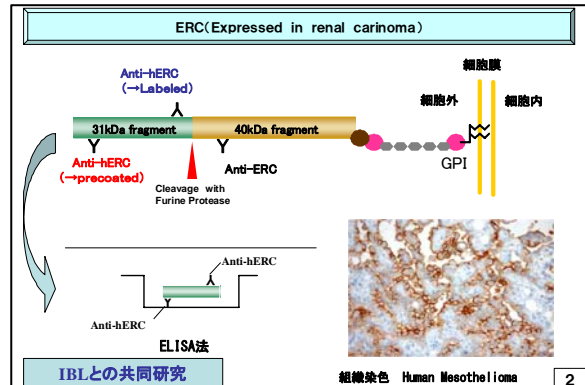 ERC(Expressed in renal carinoma)
Anti-hERC
(→Labeled)
細胞膜
細胞外
細胞内
31kDa fragment
40kDa fragment
GPI
Anti-hERC
(→precoated)
Anti-ERC
Cleavage with
Furine Protease
Anti-hERC
Anti-hERC
ELISA法
IBLとの共同研究
組織染色 Human Mesothelioma
2